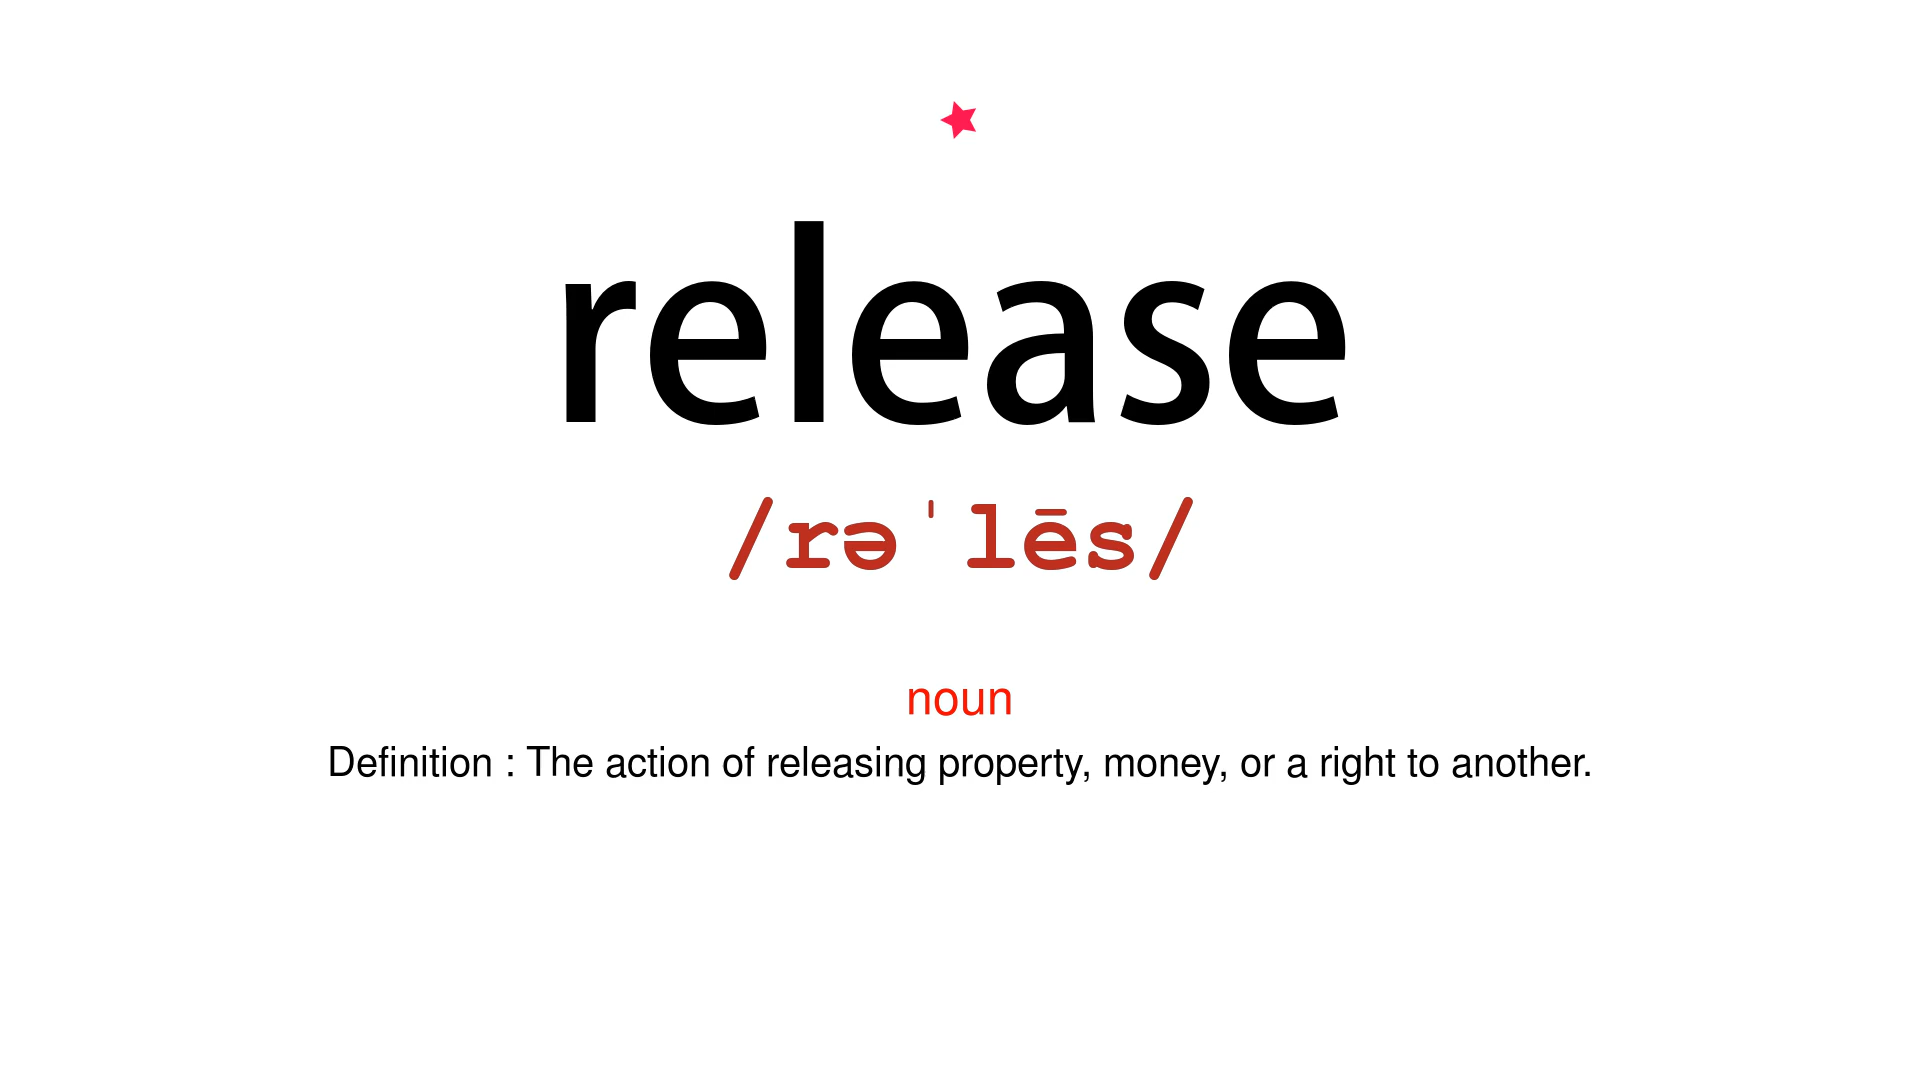 release
/rəˈlēs/
noun
Definition : The action of releasing property, money, or a right to another.